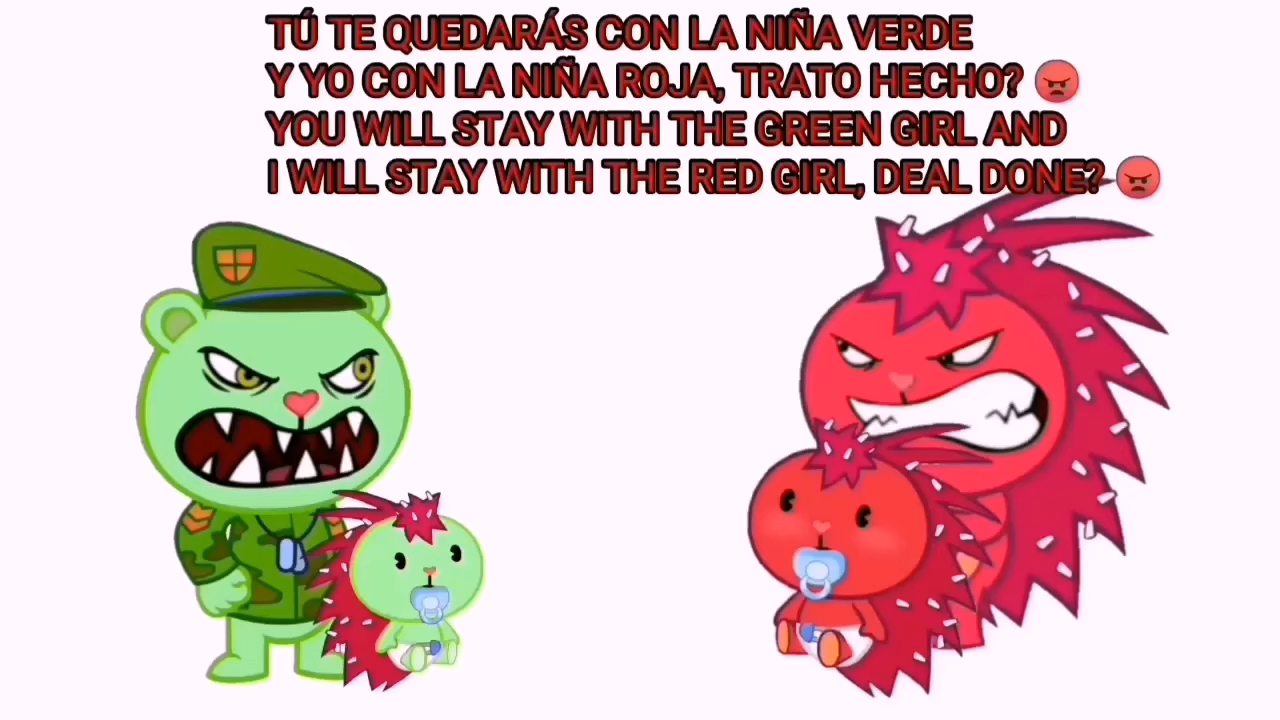 TÚ TE QUEDARÁS CON LA NIÑA VERDE
Y YO CON LA NIÑA ROJA, TRATO HECHO? 😡
YOU WILL STAY WITH THE GREEN GIRL AND
I WILL STAY WITH THE RED GIRL, DEAL DONE? 😡